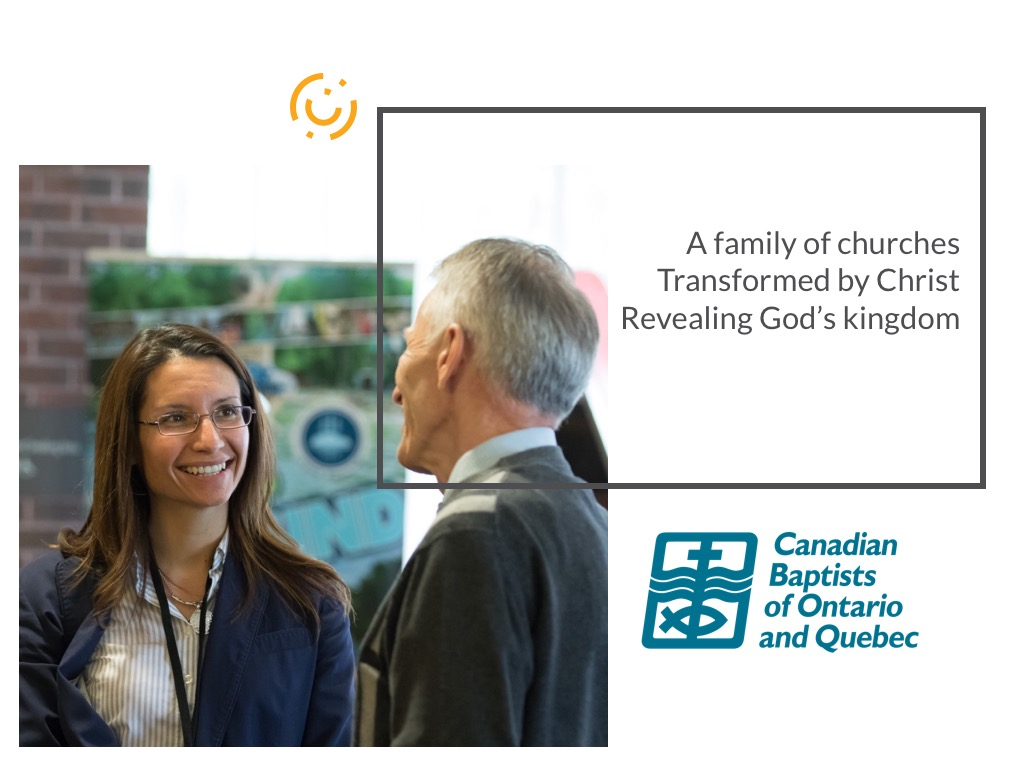 A family of churches
Transformed by Christ
Revealing God’s kingdom
Canadian
Baptists
of Ontario
and Quebec